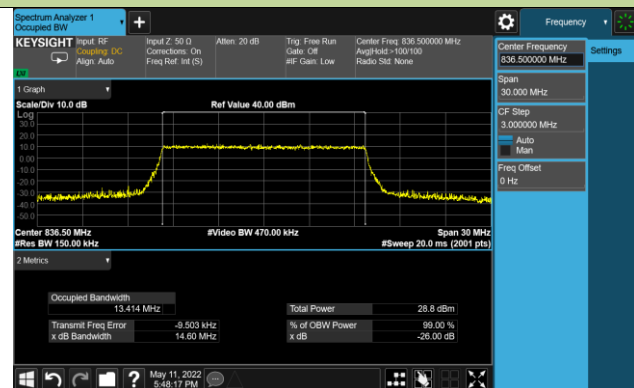 Spectrum Analyzer 1
Occupied BW
Frequency
KEYSIGHT
Input: RF
Coupling: DC
Align: Auto
Input Z: 50 Ω
Corrections: On
Freq Ref: Int (S)
Atten: 20 dB
Trig: Free Run
Gate: Off
#IF Gain: Low
Center Freq: 836.500000 MHz
Avg|Hold:>100/100
Radio Std: None
Center Frequency
836.500000 MHz
Settings
Span
30.000 MHz
CF Step
3.000000 MHz
Auto
Man
Freq Offset
0 Hz
1 Graph
Scale/Div 10.0 dB
Ref Value 40.00 dBm
Log
30.0
20.0
10.0
0.00
-10.0
-20.0
-30.0
-40.0
-50.0
Center 836.50 MHz
#Video BW 470.00 kHz
Span 30 MHz
#Res BW 150.00 kHz
#Sweep 20.0 ms (2001 pts)
2 Metrics
Occupied Bandwidth
13.414 MHz
Total Power 28.8 dBm
Transmit Freq Error -9.503 kHz
% of OBW Power 99.00 %
x dB Bandwidth 14.60 MHz
x dB -26.00 dB
May 11, 2022
5:48:17 PM